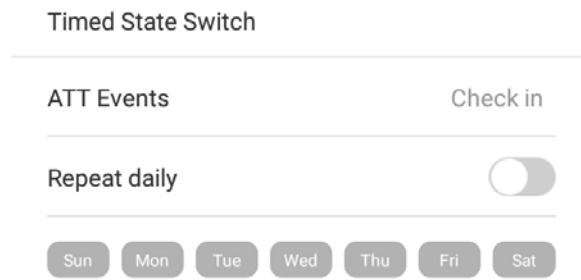 Timed State Switch
ATT Events Check in
Repeat daily
Sun Mon Tue Wed Thu Fri Sat